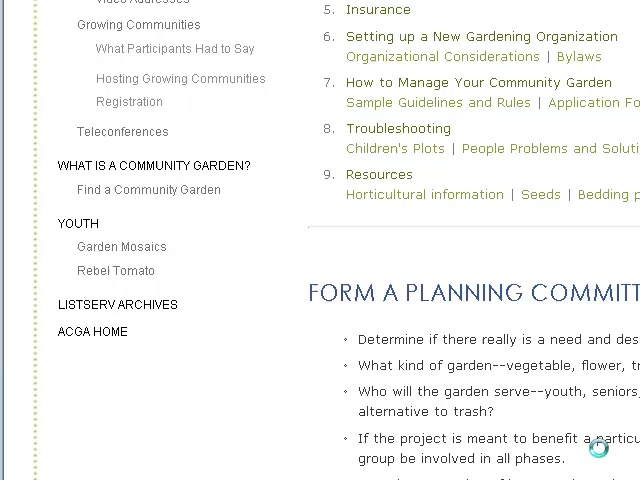 Growing Communities
What Participants Had to Say
Hosting Growing Communities
Registration
Teleconferences
WHAT IS A COMMUNITY GARDEN?
Find a Community Garden
YOUTH
Garden Mosaics
Rebel Tomato
LISTSERV ARCHIVES
ACGA HOME
5. Insurance
6. Setting up a New Gardening Organization
Organizational Considerations | Bylaws
7. How to Manage Your Community Garden
Sample Guidelines and Rules | Application Fo
8. Troubleshooting
Children's Plots | People Problems and Soluti
9. Resources
Horticultural information | Seeds | Bedding p
FORM A PLANNING COMMITT
◦ Determine if there really is a need and des
◦ What kind of garden--vegetable, flower, tr
◦ Who will the garden serve--youth, seniors,
alternative to trash?
◦ If the project is meant to benefit a particu
group be involved in all phases.